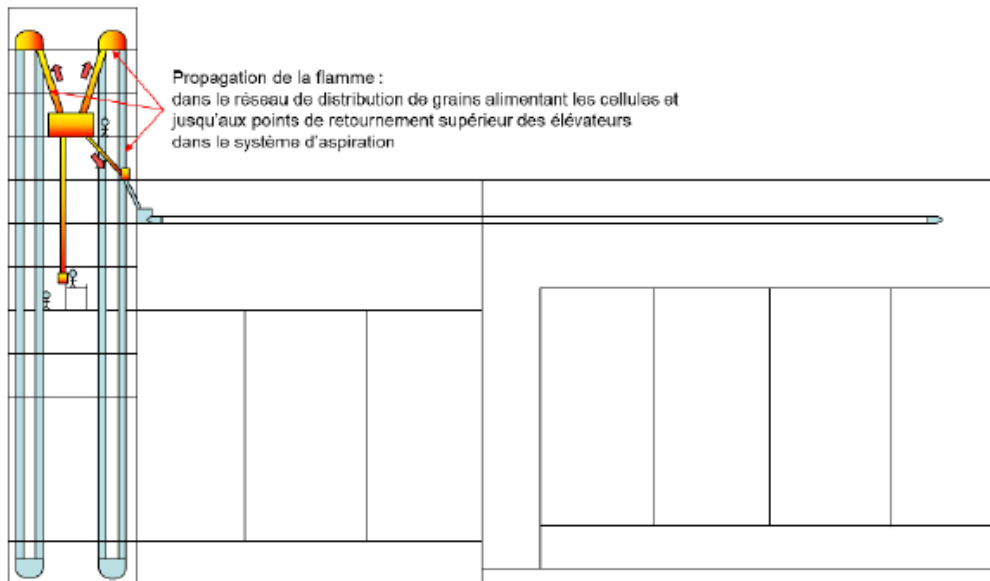 Propagation de la flamme :
dans le réseau de distribution de grains alimentant les cellules et
jusqu'aux points de retournement supérieur des élévateurs
dans le système d'aspiration